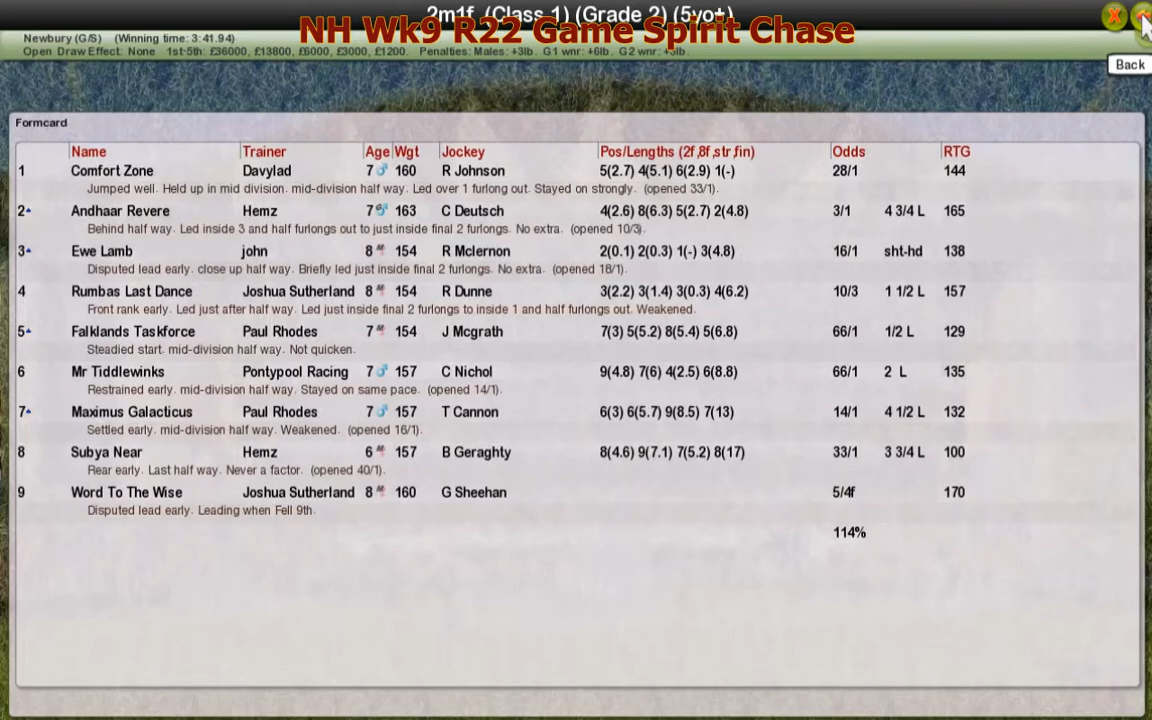 2m1f, (Class 1) (Grade 2) (5yo+)
NH Wk9 R22 Game Spirit Chase
Newbury (G/S) (Winning time: 3:41.94)
Open Draw Effect: None 1st-5th: £36000, £13800, £6000, £3000, £1200. Penalties: Males: +3lb. G1 wnr: +6lb. G2 wnr: lb.
X
Back
Formcard
Name Trainer Age Wgt Jockey Pos/Lengths (2f,8f,str,fin) Odds RTG
1 Comfort Zone Davylad 7 160 R Johnson 5(2.7) 4(5.1) 6(2.9) 1(-) 28/1 144
Jumped well. Held up in mid division. mid-division half way. Led over 1 furlong out. Stayed on strongly. (opened 33/1).
2 Andhaar Revere Hemz 7 163 C Deutsch 4(2.6) 8(6.3) 5(2.7) 2(4.8) 3/1 4 3/4 L 165
Behind half way. Led inside 3 and half furlongs out to just inside final 2 furlongs. No extra. (opened 10/3).
3 Ewe Lamb john 8 154 R Mclernon 2(0.1) 2(0.3) 1(-) 3(4.8) 16/1 sht-hd 138
Disputed lead early. close up half way. Briefly led just inside final 2 furlongs. No extra. (opened 18/1).
4 Rumbas Last Dance Joshua Sutherland 8 154 R Dunne 3(2.2) 3(1.4) 3(0.3) 4(6.2) 10/3 1 1/2 L 157
Front rank early. Led just after half way. Led just inside final 2 furlongs to inside 1 and half furlongs out. Weakened.
5 Falklands Taskforce Paul Rhodes 7 154 J Mcgrath 7(3) 5(5.2) 8(5.4) 5(6.8) 66/1 1/2 L 129
Steadied start. mid-division half way. Not quicken.
6 Mr Tiddlewinks Pontypool Racing 7 157 C Nichol 9(4.8) 7(6) 4(2.5) 6(8.8) 66/1 2 L 135
Restrained early. mid-division half way. Stayed on same pace. (opened 14/1).
7 Maximus Galacticus Paul Rhodes 7 157 T Cannon 6(3) 6(5.7) 9(8.5) 7(13) 14/1 4 1/2 L 132
Settled early. mid-division half way. Weakened. (opened 16/1).
8 Subya Near Hemz 6 157 B Geraghty 8(4.6) 9(7.1) 7(5.2) 8(17) 33/1 3 3/4 L 100
Rear early. Last half way. Never a factor. (opened 40/1).
9 Word To The Wise Joshua Sutherland 8 160 G Sheehan 5/4f 170
Disputed lead early. Leading when Fell 9th.
114%